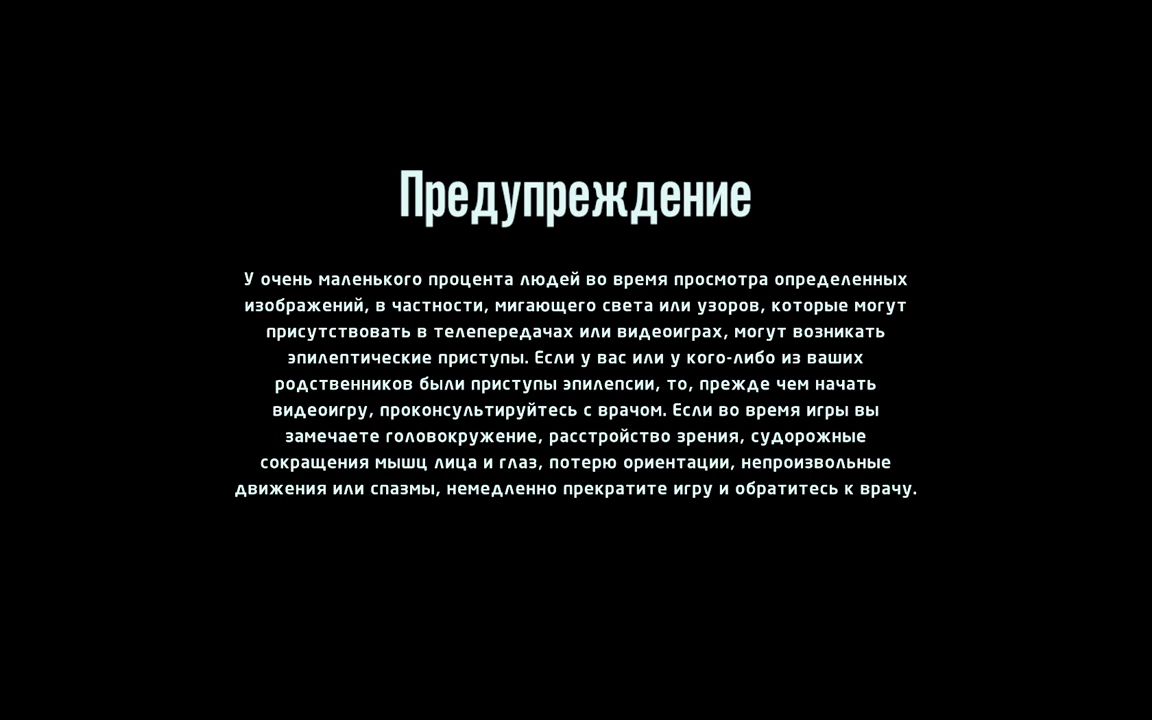 Предупреждение
У очень маленького процента людей во время просмотра определенных
изображений, в частности, мигающего света или узоров, которые могут
присутствовать в телепередачах или видеоиграх, могут возникать
эпилептические приступы. Если у вас или у кого-либо из ваших
родственников были приступы эпилепсии, то, прежде чем начать
видеоигру, проконсультируйтесь с врачом. Если во время игры вы
замечаете головокружение, расстройство зрения, судорожные
сокращения мышц лица и глаз, потерю ориентации, непроизвольные
движения или спазмы, немедленно прекратите игру и обратитесь к врачу.